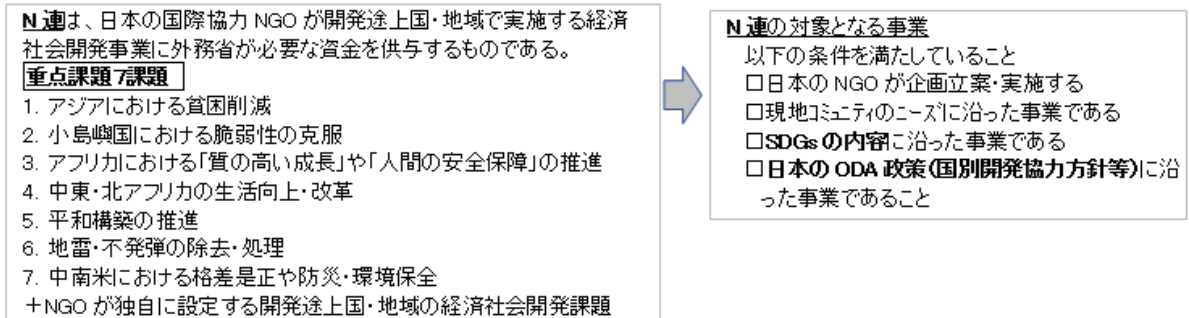 N連は、日本の国際協力NGOが開発途上国・地域で実施する経済
社会開発事業に外務省が必要な資金を供与するものである。
重点課題7課題
1. アジアにおける貧困削減
2. 小島嶼国における脆弱性の克服
3. アフリカにおける「質の高い成長」や「人間の安全保障」の推進
4. 中東・北アフリカの生活向上・改革
5. 平和構築の推進
6. 地雷・不発弾の除去・処理
7. 中南米における格差是正や防災・環境保全
+NGOが独自に設定する開発途上国・地域の経済社会開発課題
N連の対象となる事業
以下の条件を満たしていること
□日本のNGOが企画立案・実施する
□現地コミュニティのニーズに沿った事業である
□SDGsの内容に沿った事業である
□日本のODA政策(国別開発協力方針等)に沿
った事業であること